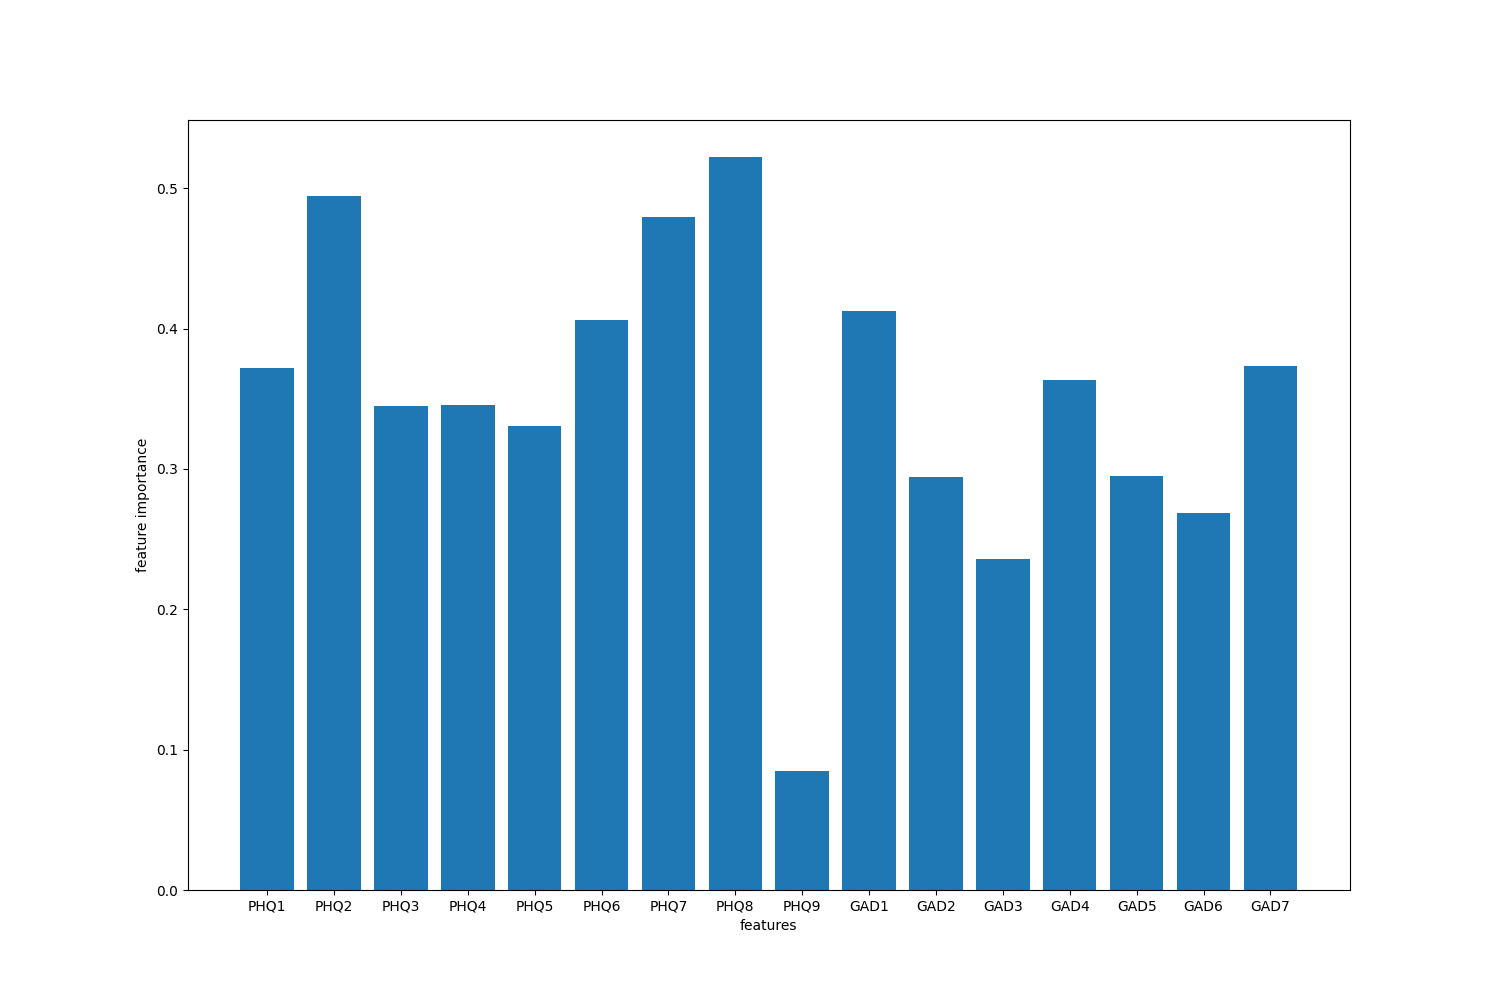 feature importance
0.5
0.4
0.3
0.2
0.1
0.0
PHQ1 PHQ2 PHQ3 PHQ4 PHQ5 PHQ6 PHQ7 PHQ8 PHQ9 GAD1 GAD2 GAD3 GAD4 GAD5 GAD6 GAD7
features